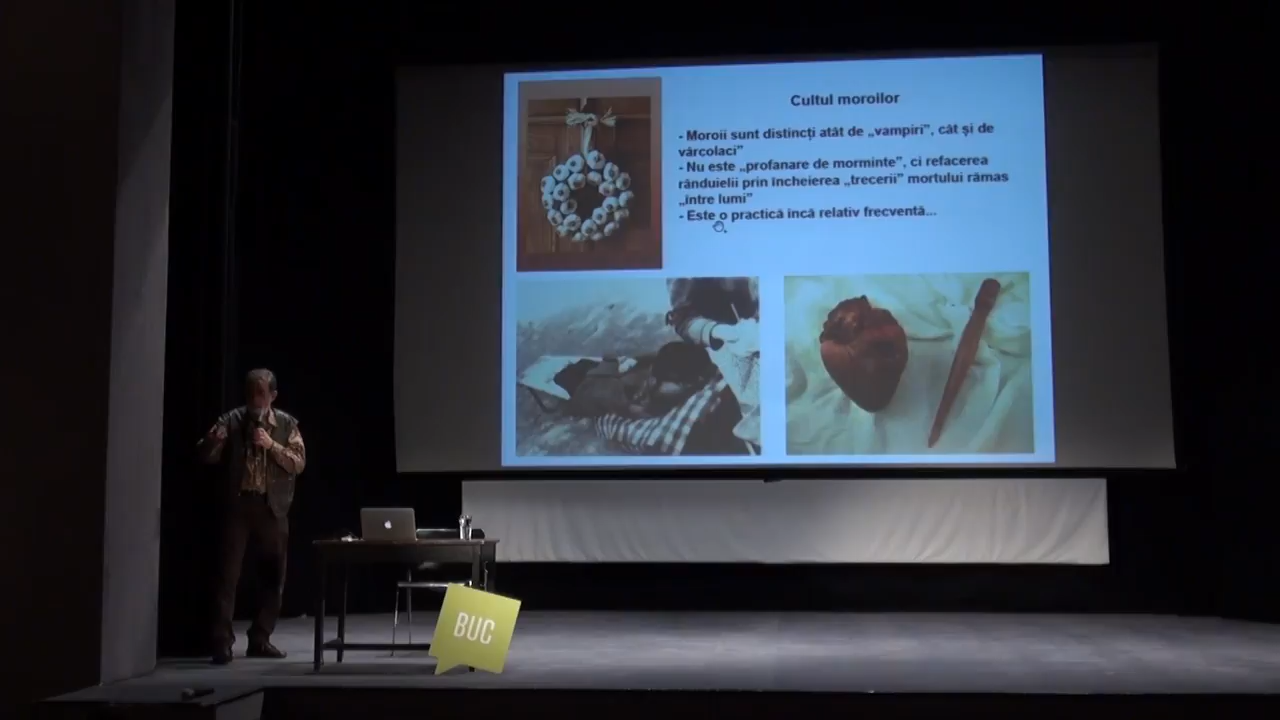 Cultul moroilor
- Moroii sunt distincți atât de „vampiri”, cât și de
vârcolaci”
- Nu este „profanare de morminte”, ci refacerea
rânduielii prin încheierea „trecerii” mortului rămas
„între lumi”
- Este o practică încă relativ frecventă...
BUC